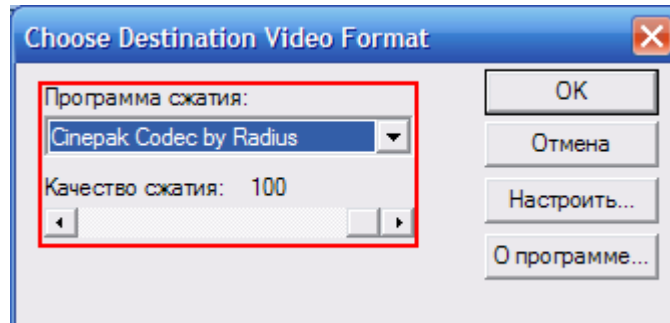 Choose Destination Video Format
Программа сжатия:
Cinepak Codec by Radius
Качество сжатия: 100
OK
Отмена
Настроить...
О программе...